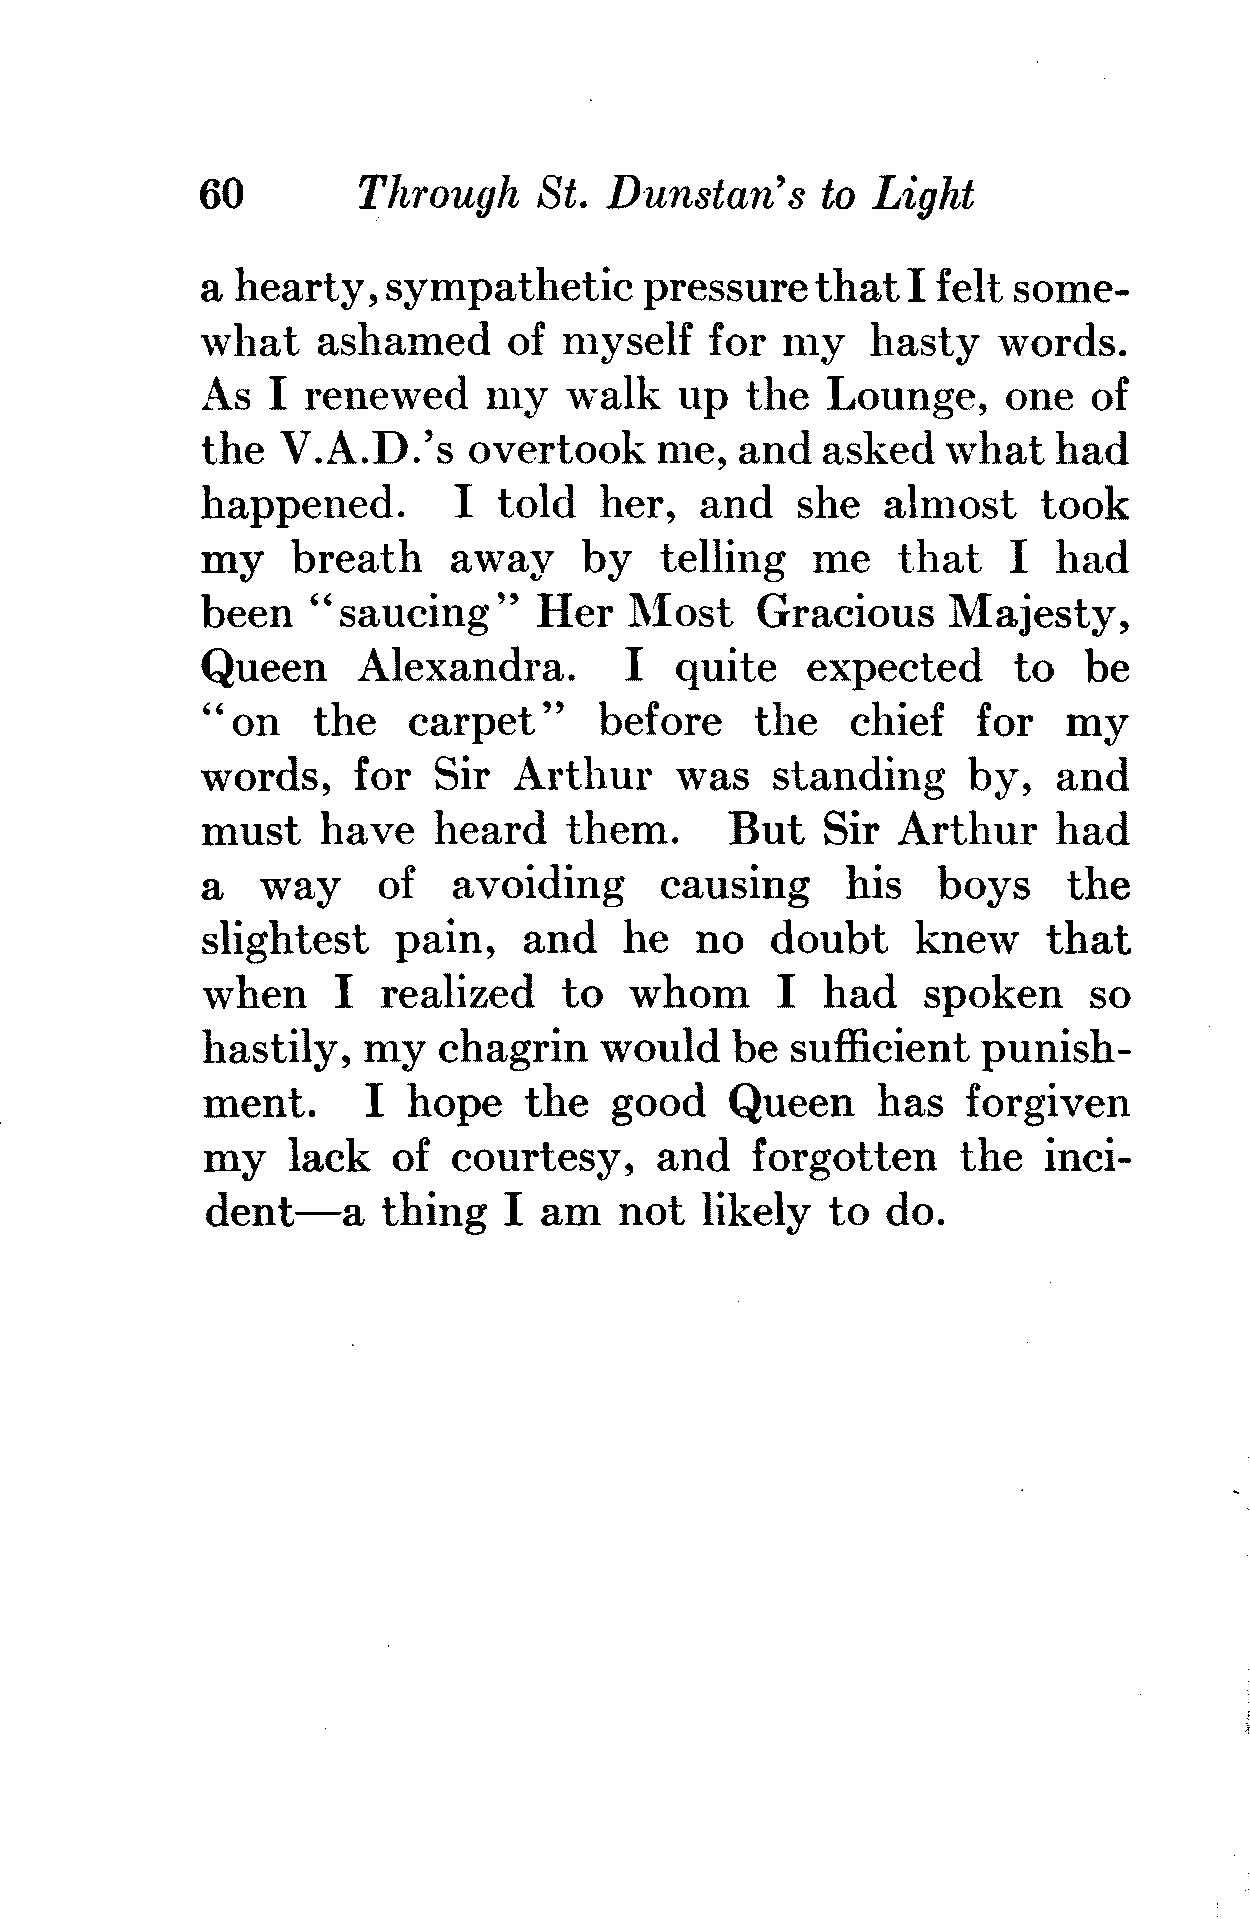 60 Through St. Dunstan's to Light
a hearty, sympathetic pressure that I felt some-
what ashamed of myself for my hasty words.
As I renewed my walk up the Lounge, one of
the V.A.D.'s overtook me, and asked what had
happened. I told her, and she almost took
my breath away by telling me that I had
been "saucing" Her Most Gracious Majesty,
Queen Alexandra. I quite expected to be
"on the carpet" before the chief for my
words, for Sir Arthur was standing by, and
must have heard them. But Sir Arthur had
a way of avoiding causing his boys the
slightest pain, and he no doubt knew that
when I realized to whom I had spoken so
hastily, my chagrin would be sufficient punish-
ment. I hope the good Queen has forgiven
my lack of courtesy, and forgotten the inci-
dent—a thing I am not likely to do.